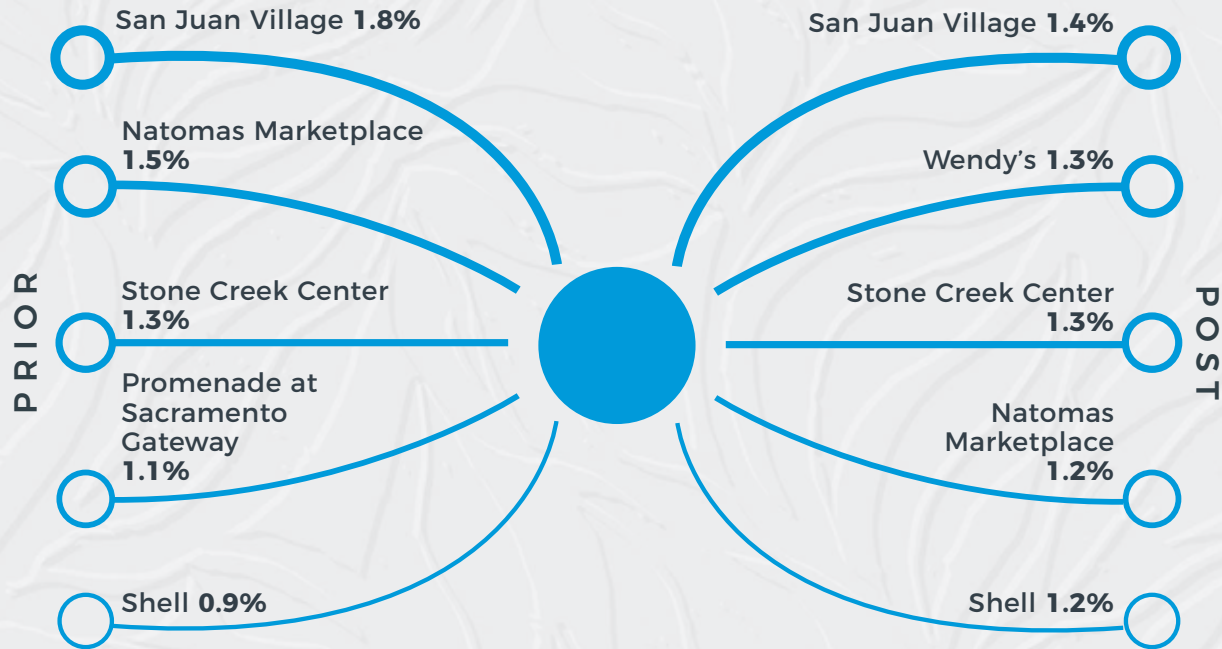 PRIOR
San Juan Village 1.8%
Natomas Marketplace
1.5%
Stone Creek Center
1.3%
Promenade at
Sacramento
Gateway
1.1%
Shell 0.9%
San Juan Village 1.4%
Wendy’s 1.3%
Stone Creek Center
1.3%
Natomas
Marketplace
1.2%
Shell 1.2%
POST